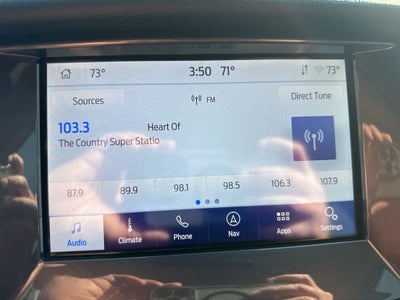 73° 3:50 71° 73°
Sources FM Direct Tune
103.3 Heart Of
The Country Super Statio
87.9 89.9 98.1 98.5 106.3 107.9
Audio Climate Phone Nav Apps Settings